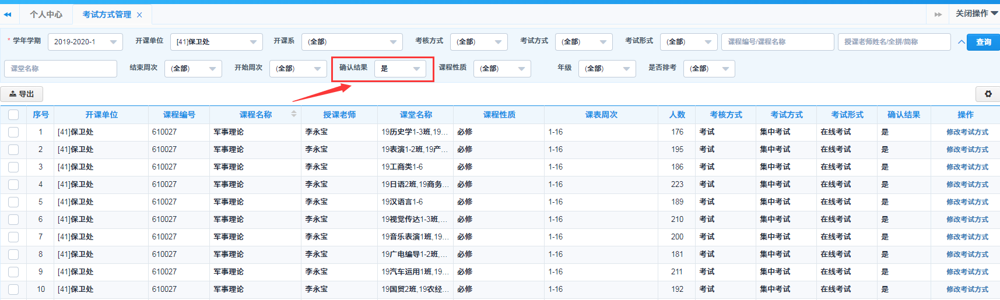 个人中心 考试方式管理 × 关闭操作
* 学年学期 2019-2020-1 开课单位 [41]保卫处 开课系 (全部) 考核方式 (全部) 考试方式 (全部) 考试形式 (全部) 课程编号/课程名称 授课老师姓名/全拼/简称 查询
课堂名称 结束周次 (全部) 开始周次 (全部) 确认结果 是 课程性质 (全部) 年级 (全部) 是否排考 (全部)
导出
序号 开课单位 课程编号 课程名称 授课老师 课堂名称 课程性质 课表周次 人数 考核方式 考试方式 考试形式 确认结果 操作
1 [41]保卫处 610027 军事理论 李永宝 19历史学1-3班,19... 必修 1-16 176 考试 集中考试 在线考试 是 修改考试方式
2 [41]保卫处 610027 军事理论 李永宝 19表演1-2班,19产... 必修 1-16 195 考试 集中考试 在线考试 是 修改考试方式
3 [41]保卫处 610027 军事理论 李永宝 19工商类1-6 必修 1-16 186 考试 集中考试 在线考试 是 修改考试方式
4 [41]保卫处 610027 军事理论 李永宝 19日语2班,19商务... 必修 1-16 223 考试 集中考试 在线考试 是 修改考试方式
5 [41]保卫处 610027 军事理论 李永宝 19汉语言1-6 必修 1-16 189 考试 集中考试 在线考试 是 修改考试方式
6 [41]保卫处 610027 军事理论 李永宝 19视觉传达1-3班,... 必修 1-16 210 考试 集中考试 在线考试 是 修改考试方式
7 [41]保卫处 610027 军事理论 李永宝 19音乐表演1班,19... 必修 1-16 200 考试 集中考试 在线考试 是 修改考试方式
8 [41]保卫处 610027 军事理论 李永宝 19广电编导1-2班,... 必修 1-16 181 考试 集中考试 在线考试 是 修改考试方式
9 [41]保卫处 610027 军事理论 李永宝 19汽车运用1班,19... 必修 1-16 211 考试 集中考试 在线考试 是 修改考试方式
10 [41]保卫处 610027 军事理论 李永宝 19国贸2班,19农经... 必修 1-16 192 考试 集中考试 在线考试 是 修改考试方式